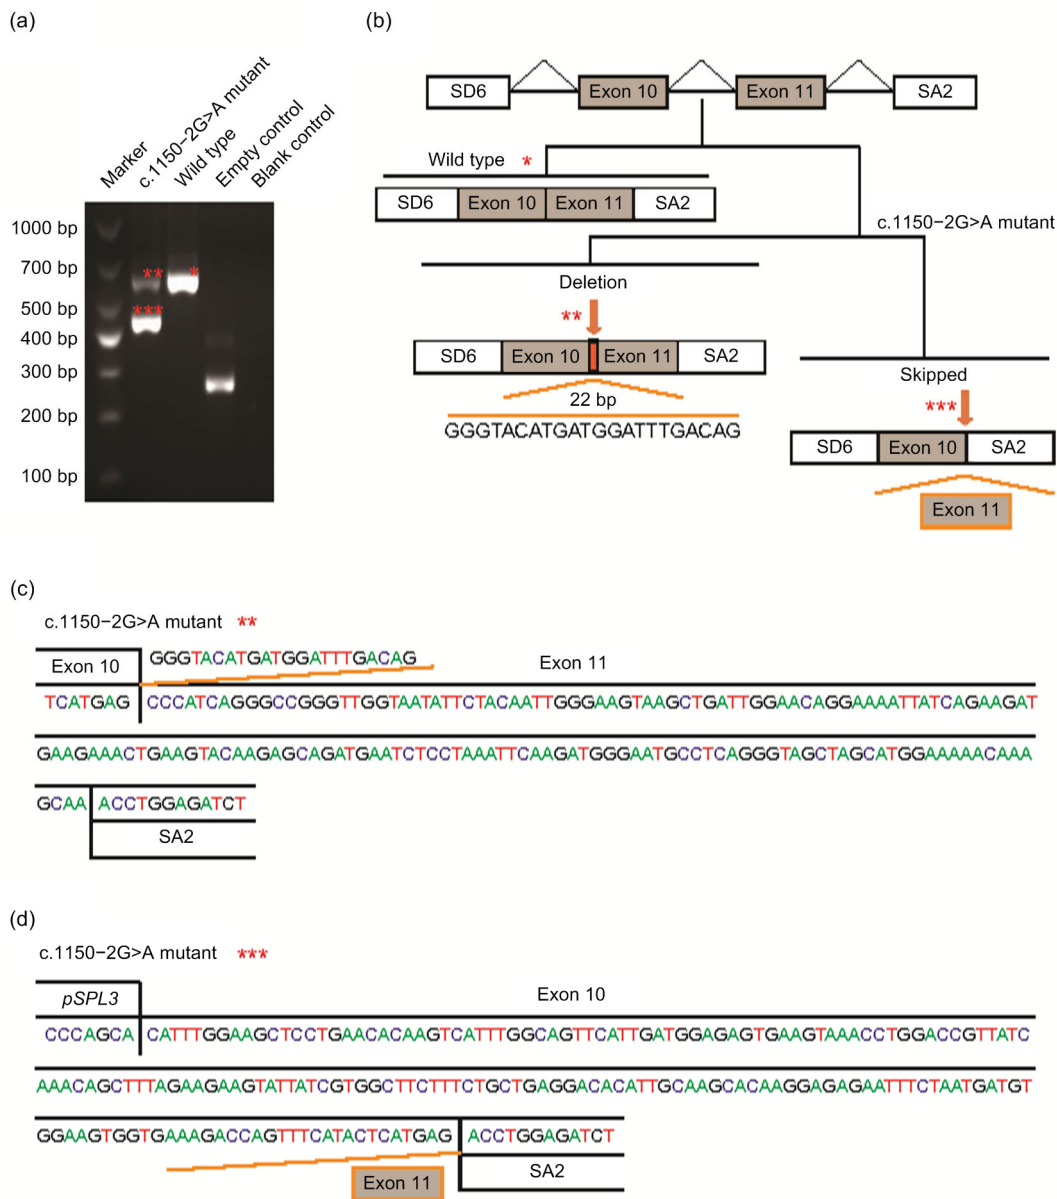 (a)
Marker
c.1150−2G>A mutant
Wild type
Empty control
Blank control
1000 bp
700 bp
500 bp
400 bp
300 bp
200 bp
100 bp
**
*
***
(b)
SD6
Exon 10
Exon 11
SA2
Wild type *
SD6
Exon 10
Exon 11
SA2
c.1150−2G>A mutant
Deletion
**
SD6
Exon 10
Exon 11
SA2
22 bp
GGGTACATGATGGATTTGACAG
Skipped
***
SD6
Exon 10
SA2
Exon 11
(c)
c.1150−2G>A mutant **
Exon 10
GGGTACATGATGGATTTGACAG
Exon 11
TCATGAG CCCATCAGGGCCGGGTTGGTAATATTCTACAATTGGGAAGTAAGCTGATTGGAACAGGAAAATTATCAGAAGAT
GAAGAAACTGAAGTACAAGAGCAGATGAATCTCCTAAATTCAAGATGGGAATGCCTCAGGGTAGCTAGCATGGAAAAACAAA
GCAA ACCTGGAGATCT
SA2
(d)
c.1150−2G>A mutant ***
pSPL3
Exon 10
CCCAGCA CATTTGGAAGCTCCTGAACACAAGTCATTTGGCAGTTCATTGATGGAGAGTGAAGTAAACCTGGACCGTTATC
AAACAGCTTTAGAAGAAGTATTATCGTGGCTTCTTTCTGCTGAGGACACATTGCAAGCACAAGGAGAGAATTTCTAATGATGT
GGAAGTGGTGAAAGACCAGTTTCATACTCATGAG ACCTGGAGATCT
Exon 11
SA2